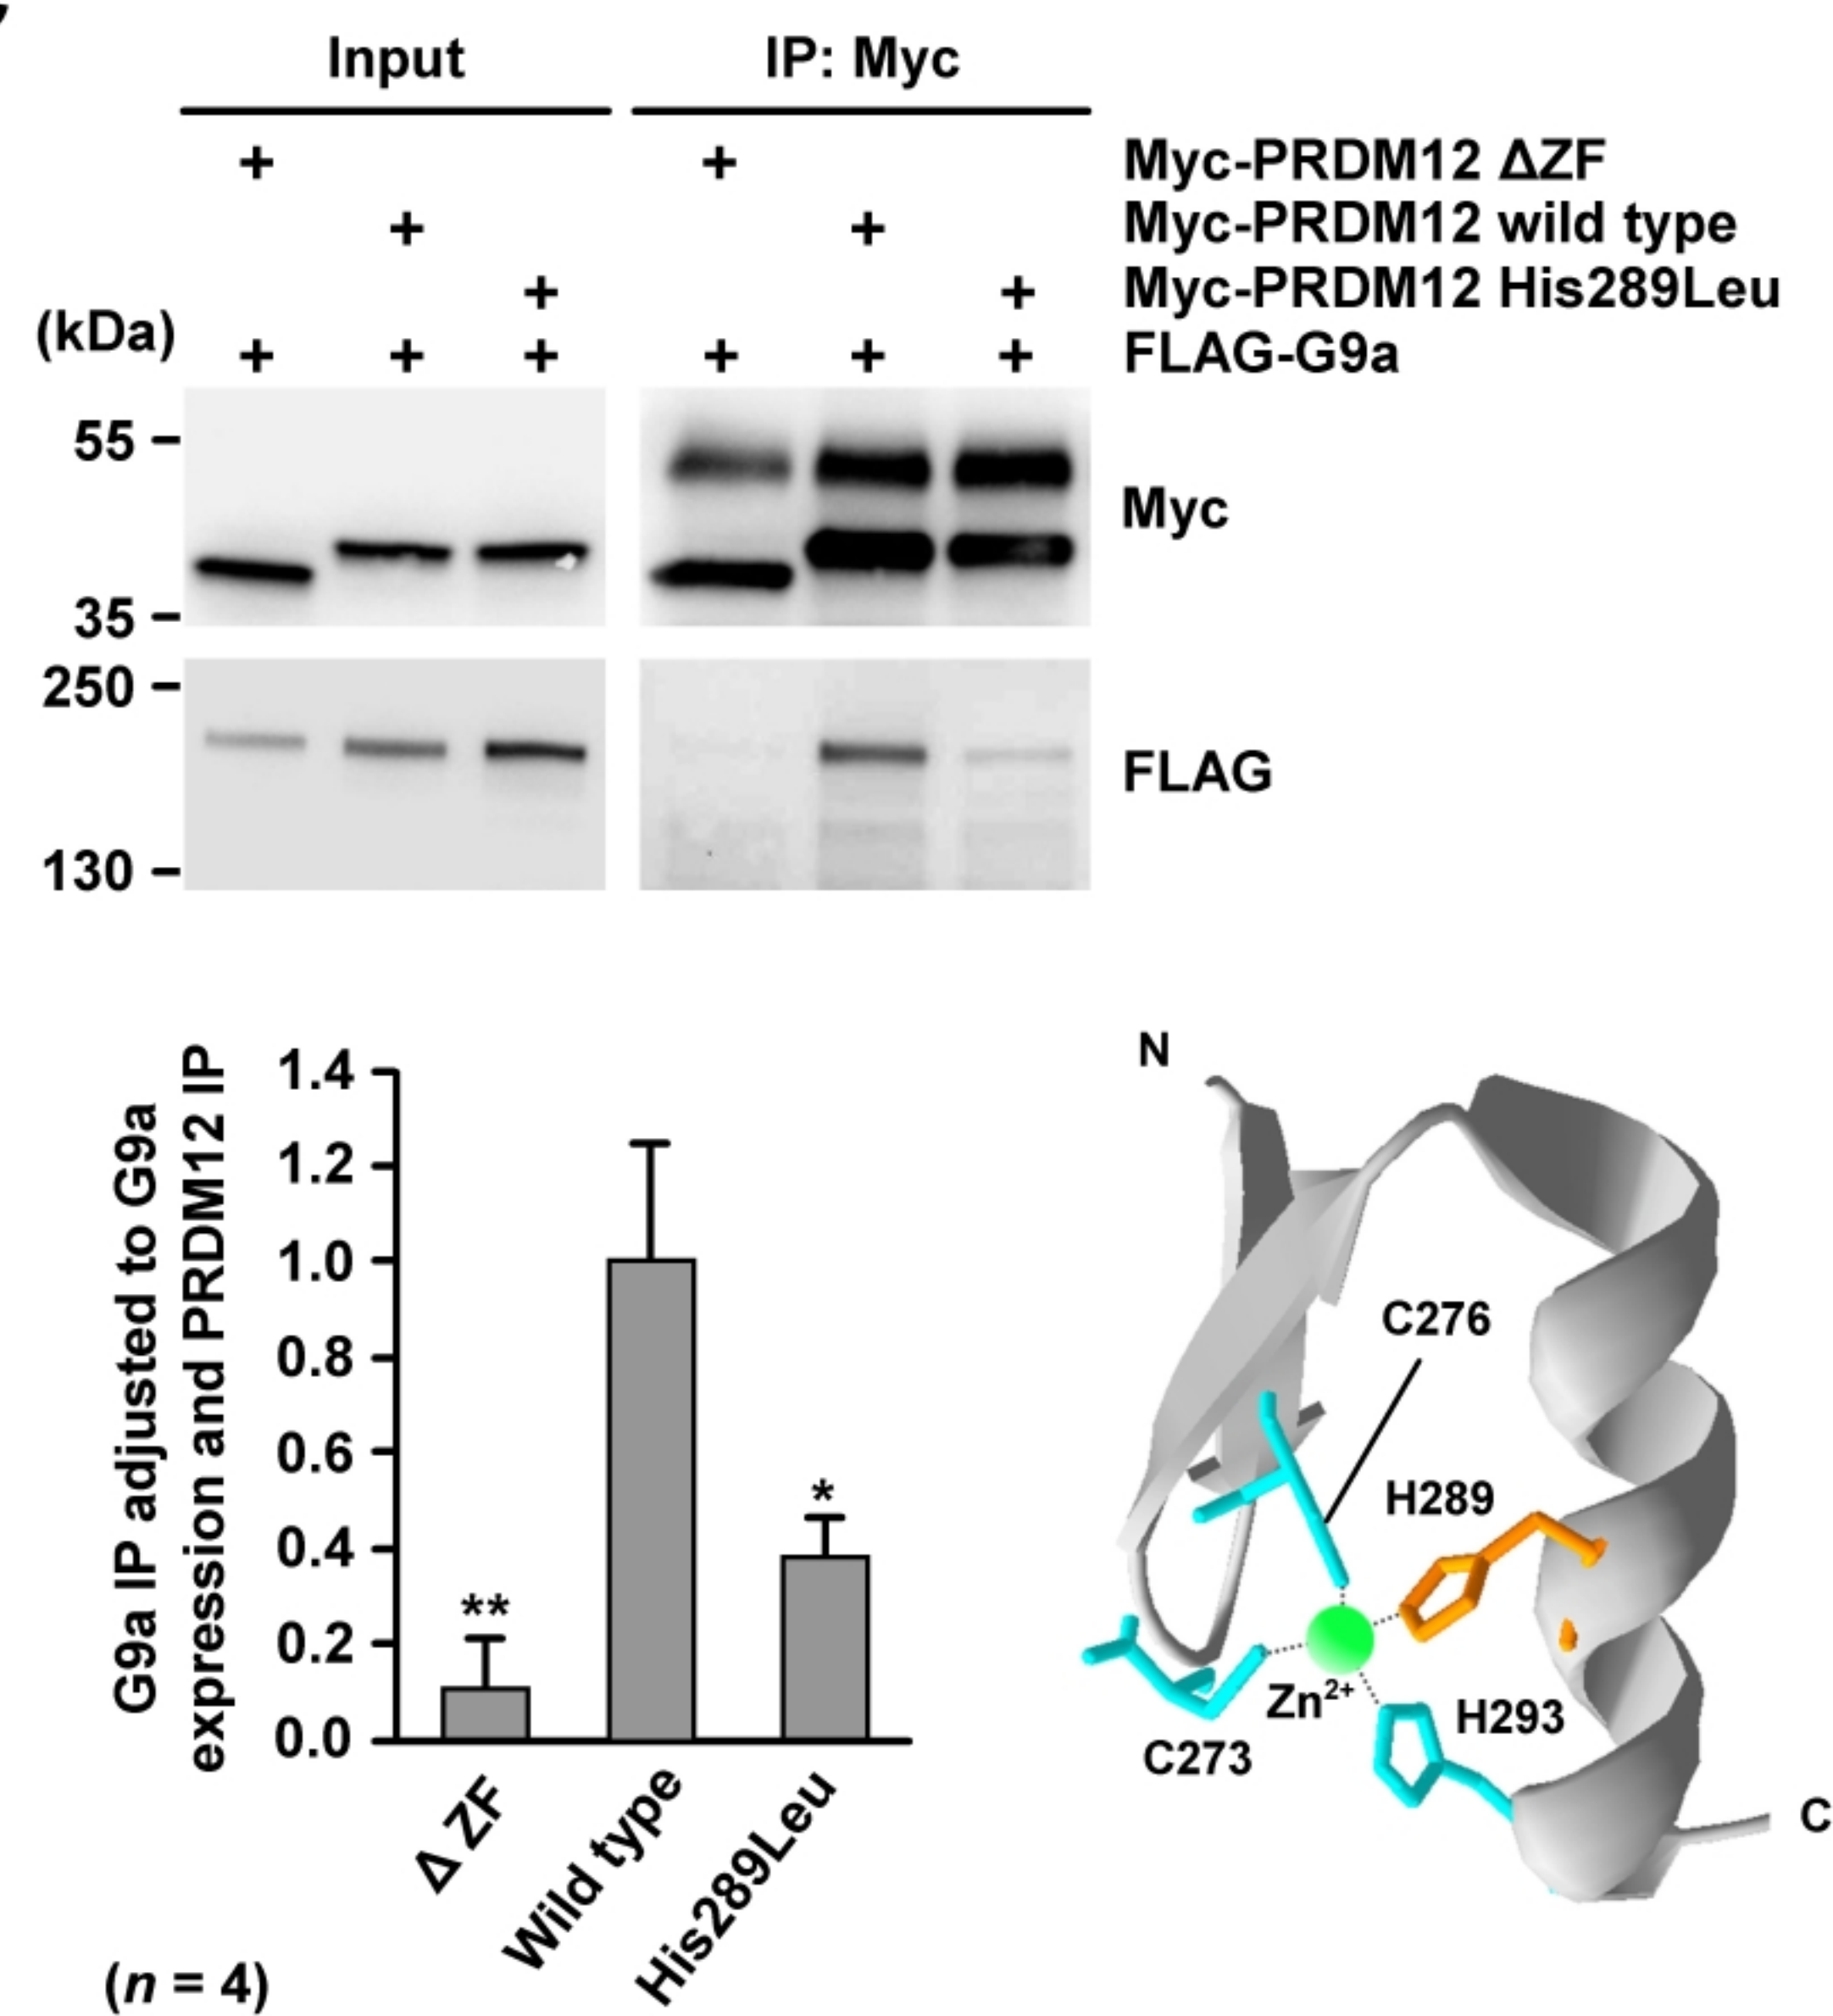 Input
IP: Myc
+ + Myc-PRDM12 ΔZF
+ + Myc-PRDM12 wild type
+ + Myc-PRDM12 His289Leu
(kDa)
+ + + + + + FLAG-G9a
55
Myc
35
250
FLAG
130
G9a IP adjusted to G9a
expression and PRDM12 IP
1.4
1.2
1.0
0.8
0.6
0.4
0.2
0.0
**
*
Δ ZF
Wild type
His289Leu
(n = 4)
N
C276
H289
Zn2+
H293
C273
C